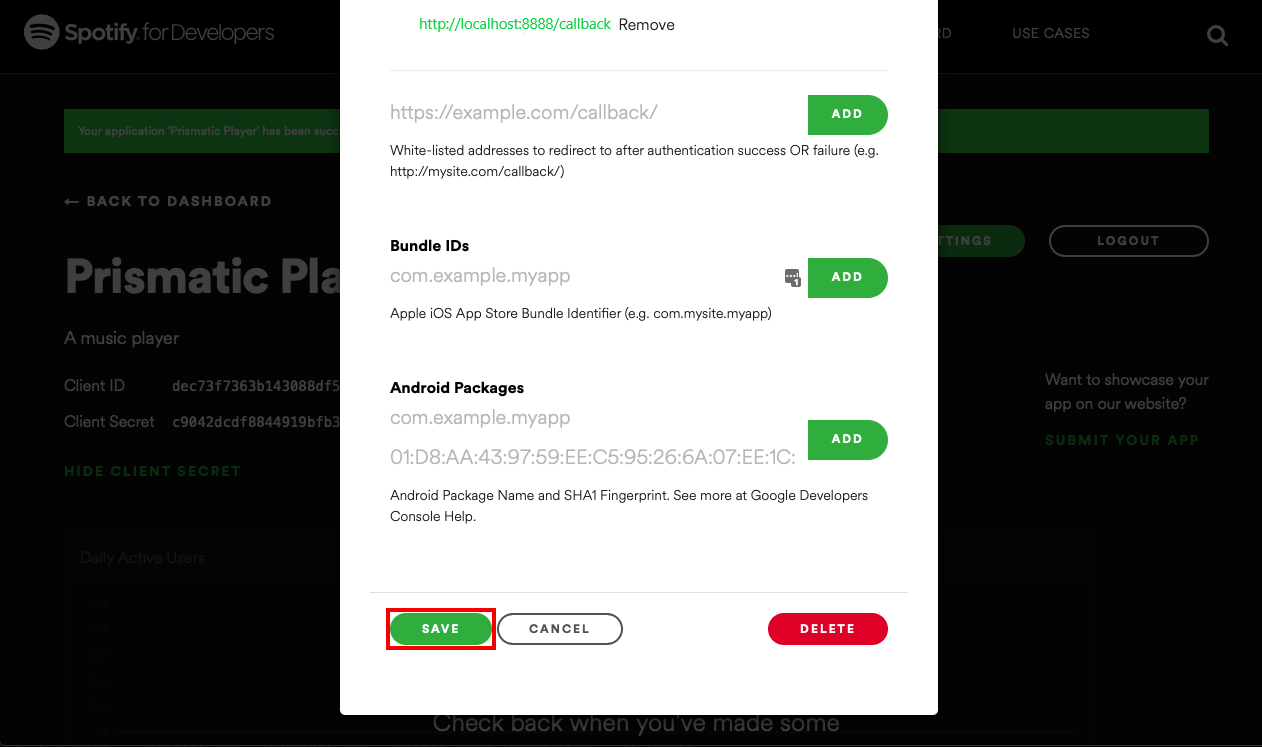 Spotify for Developers
USE CASES
http://localhost:8888/callback Remove
https://example.com/callback/
ADD
White-listed addresses to redirect to after authentication success OR failure (e.g.
http://mysite.com/callback/)
Your application 'Prismatic Player' has been succ
← BACK TO DASHBOARD
TTINGS
LOGOUT
Prismatic Pla
A music player
Client ID dec73f7363b143088df5
Client Secret c9042dcdf8844919bfb3
HIDE CLIENT SECRET
Bundle IDs
com.example.myapp
ADD
Apple iOS App Store Bundle Identifier (e.g. com.mysite.myapp)
Android Packages
com.example.myapp
01:D8:AA:43:97:59:EE:C5:95:26:6A:07:EE:1C:
ADD
Android Package Name and SHA1 Fingerprint. See more at Google Developers
Console Help.
Want to showcase your
app on our website?
SUBMIT YOUR APP
Daily Active Users
SAVE
CANCEL
DELETE
Check back when you've made some